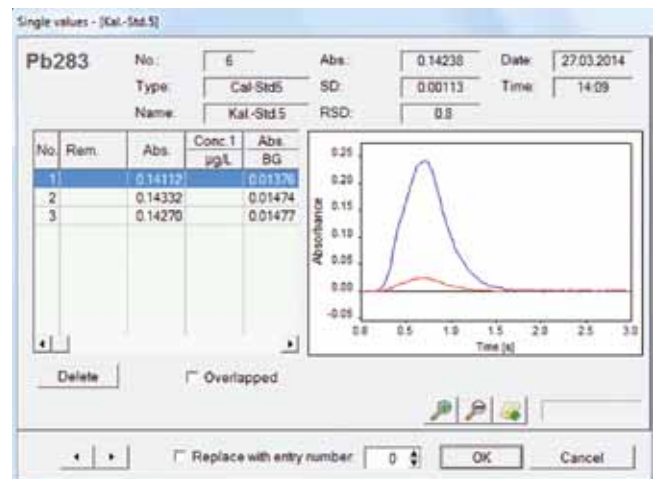 Single values - [Kal.-Std.5]
Pb283 No.: 6 Abs.: 0.14238 Date: 27.03.2014
Type: Cal-Std5 SD: 0.00113 Time: 14:09
Name: Kal.-Std.5 RSD: 0.8
No. Rem. Abs. Conc.1 Abs.
µg/L BG
1 0.14112 0.01376
2 0.14332 0.01474
3 0.14270 0.01477
Absorbance
0.25
0.20
0.15
0.10
0.00
-0.05
0.0 0.5 1.0 1.5 2.0 2.5 3.0
Time [s]
Delete Overlapped
Replace with entry number: 0 OK Cancel